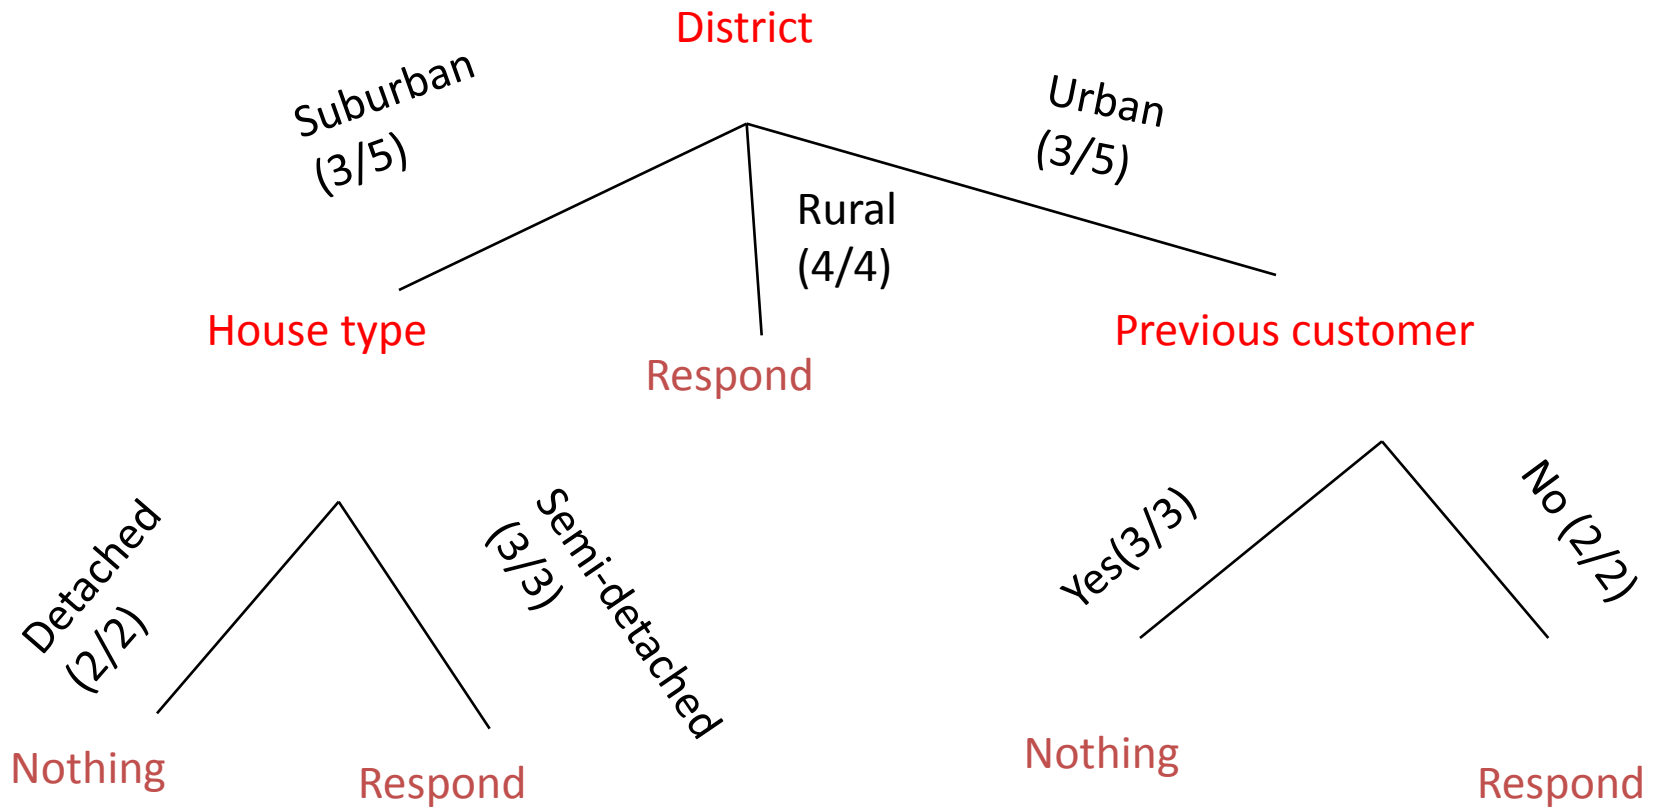 District
Suburban
(3/5)
Urban
(3/5)
Rural
(4/4)
House type
Respond
Previous customer
Detached
(2/2)
Semi-detached
(3/3)
Yes(3/3)
No (2/2)
Nothing
Respond
Nothing
Respond